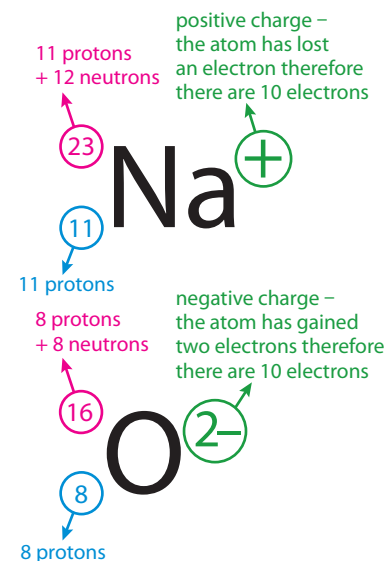 positive charge –
the atom has lost
an electron therefore
there are 10 electrons
11 protons
+ 12 neutrons
23
Na
+
11
11 protons
negative charge –
the atom has gained
two electrons therefore
there are 10 electrons
8 protons
+ 8 neutrons
16
O
2–
8
8 protons